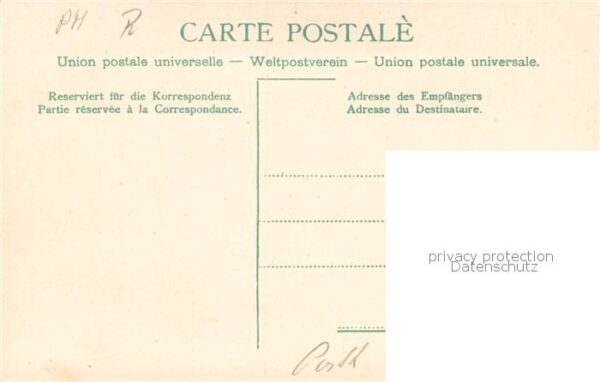 PH R
CARTE POSTALÈ
Union postale universelle — Weltpostverein — Union postale universale.
Reserviert für die Korrespondenz
Partie réservée à la Correspondance.
Adresse des Empfängers
Adresse du Destinataire.
privacy protection
Datenschutz